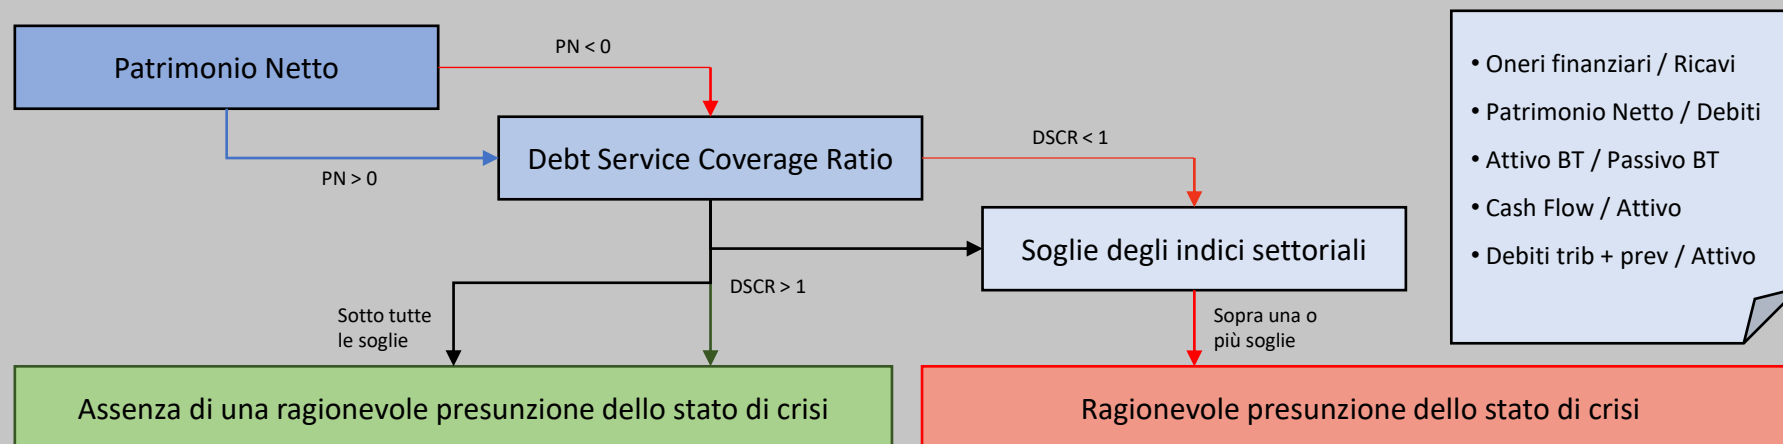 Patrimonio Netto
PN < 0
PN > 0
Debt Service Coverage Ratio
DSCR < 1
Soglie degli indici settoriali
DSCR > 1
Sotto tutte
le soglie
Sopra una o
più soglie
Assenza di una ragionevole presunzione dello stato di crisi
Ragionevole presunzione dello stato di crisi
• Oneri finanziari / Ricavi
• Patrimonio Netto / Debiti
• Attivo BT / Passivo BT
• Cash Flow / Attivo
• Debiti trib + prev / Attivo